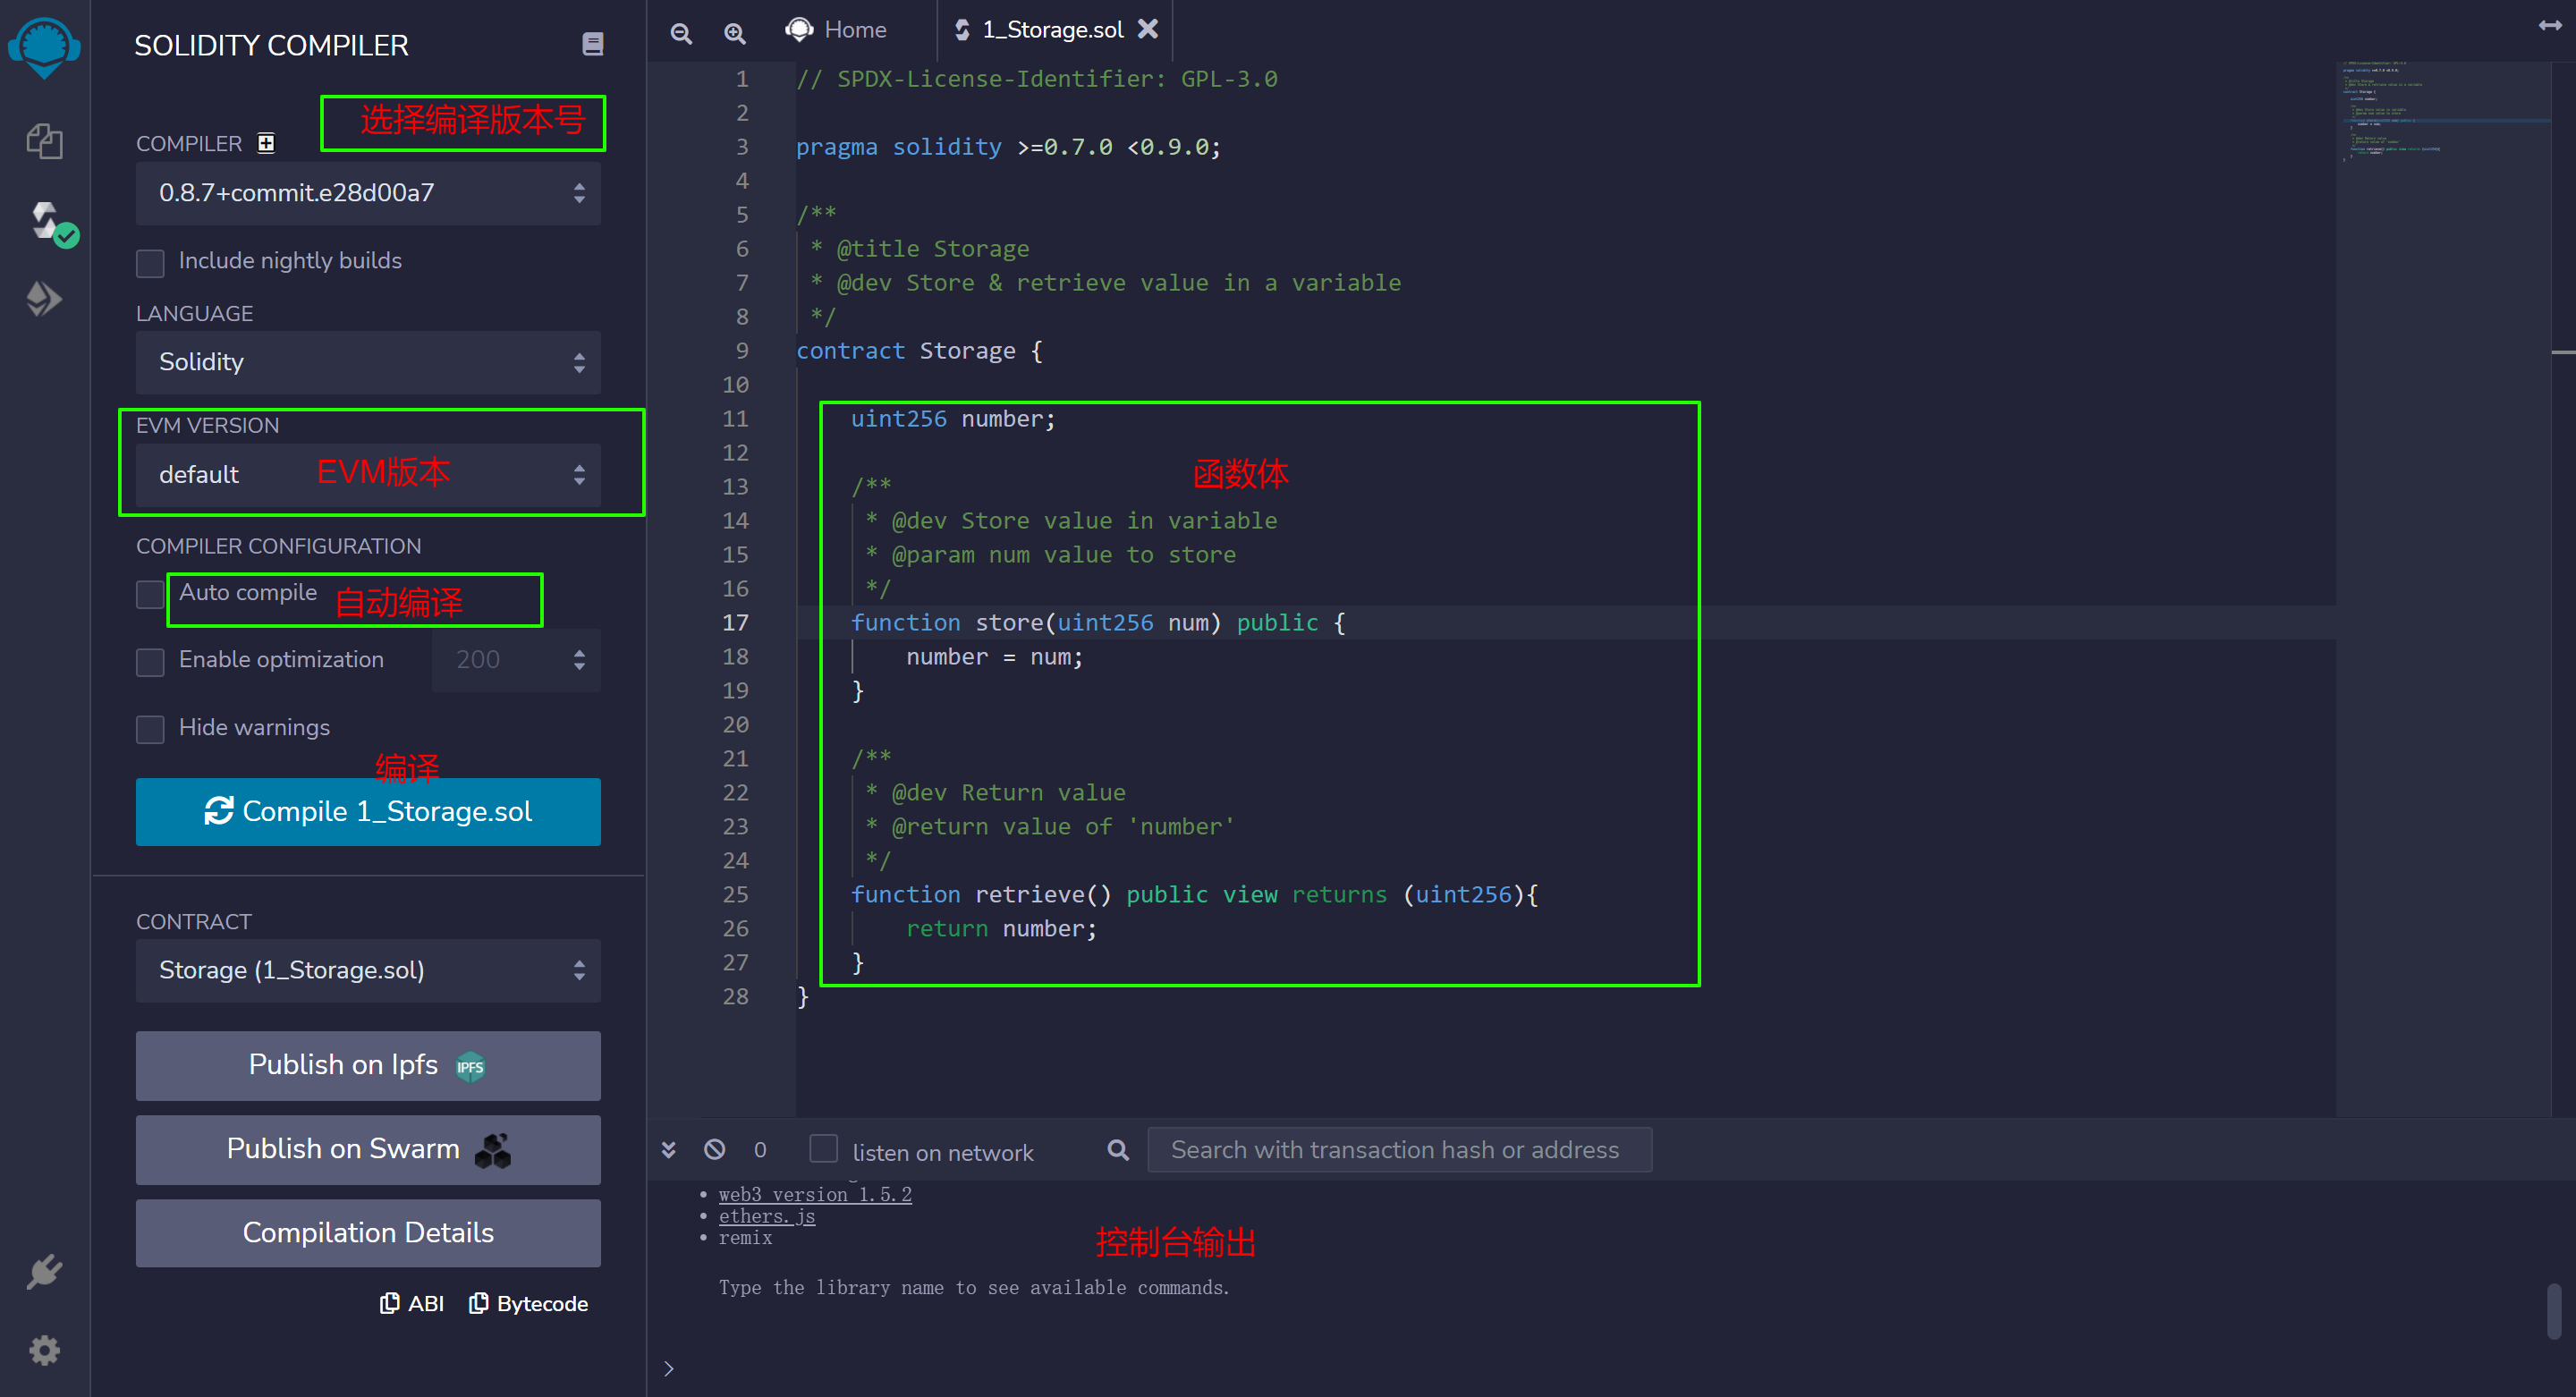 SOLIDITY COMPILER
选择编译版本号
COMPILER
0.8.7+commit.e28d00a7
Include nightly builds
LANGUAGE
Solidity
EVM VERSION
default
EVM版本
COMPILER CONFIGURATION
Auto compile
自动编译
Enable optimization
200
Hide warnings
编译
Compile 1_Storage.sol
CONTRACT
Storage (1_Storage.sol)
Publish on Ipfs
IPFS
Publish on Swarm
Compilation Details
ABI
Bytecode
Home
1_Storage.sol
1 // SPDX-License-Identifier: GPL-3.0
2
3 pragma solidity >=0.7.0 <0.9.0;
4
5 /**
6 * @title Storage
7 * @dev Store & retrieve value in a variable
8 */
9 contract Storage {
10
11 uint256 number;
12
函数体
13 /**
14 * @dev Store value in variable
15 * @param num value to store
16 */
17 function store(uint256 num) public {
18 number = num;
19 }
20
21 /**
22 * @dev Return value
23 * @return value of 'number'
24 */
25 function retrieve() public view returns (uint256){
26 return number;
27 }
28 }
0
listen on network
Search with transaction hash or address
• web3 version 1.5.2
• ethers.js
• remix
控制台输出
Type the library name to see available commands.
>